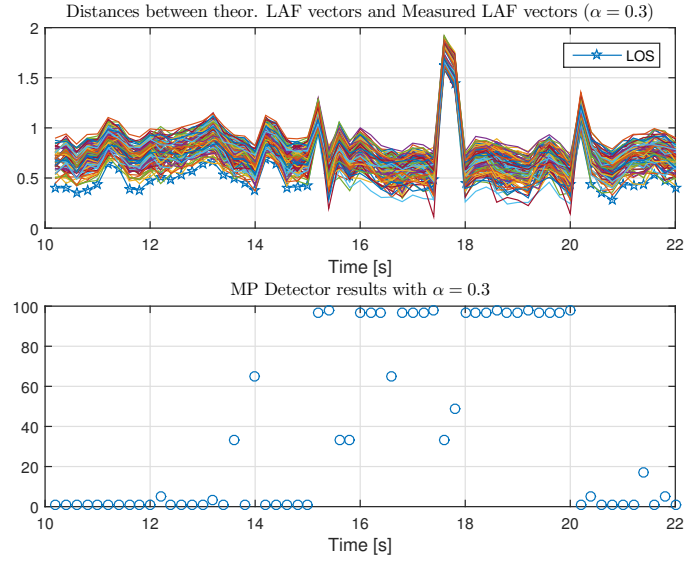 Distances between theor. LAF vectors and Measured LAF vectors (α = 0.3)
2
1.5
1
0.5
0
LOS
10 12 14 16 18 20 22
Time [s]
MP Detector results with α = 0.3
100
80
60
40
20
0
10 12 14 16 18 20 22
Time [s]